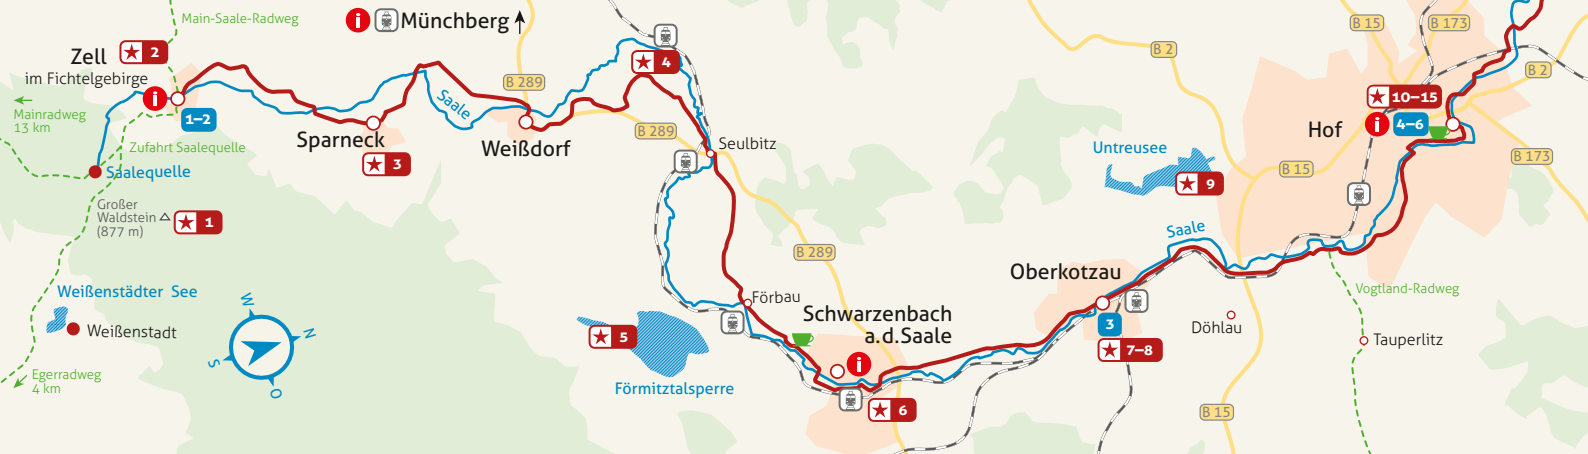 Main-Saale-Radweg
i Münchberg
B 15
B 173
Zell
2
4
B 2
B 2
im Fichtelgebirge
i
B 289
Saale
10–15
Mainradweg
13 km
1–2
Hof
i
4–6
Sparneck
Weißdorf
B 289
Seulbitz
Zufahrt Saalequelle
3
Untreusee
B 173
Saalequelle
B 15
9
Großer
Waldstein
(877 m)
1
Saale
B 289
Oberkotzau
Weißenstädter See
Förbau
Vogtland-Radweg
W
N
S
O
Weißenstadt
Schwarzenbach
a.d.Saale
3
Döhlau
5
7–8
Tauperlitz
i
Egerradweg
4 km
Förmitztalsperre
6
B 15